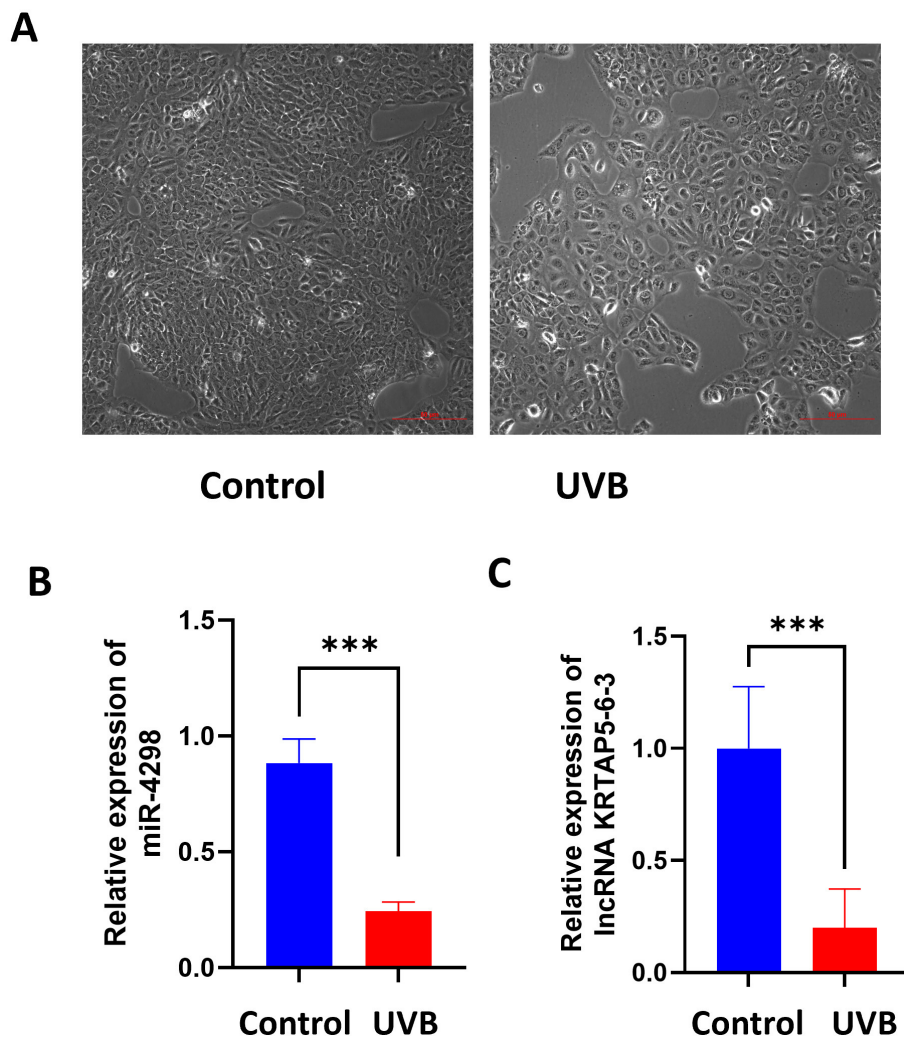 A
Control
UVB
B
Relative expression of
miR-4298
1.5
1.0
0.5
0.0
***
Control
UVB
C
Relative expression of
lncRNA KRTAP5-6-3
1.5
1.0
0.5
0.0
***
Control
UVB